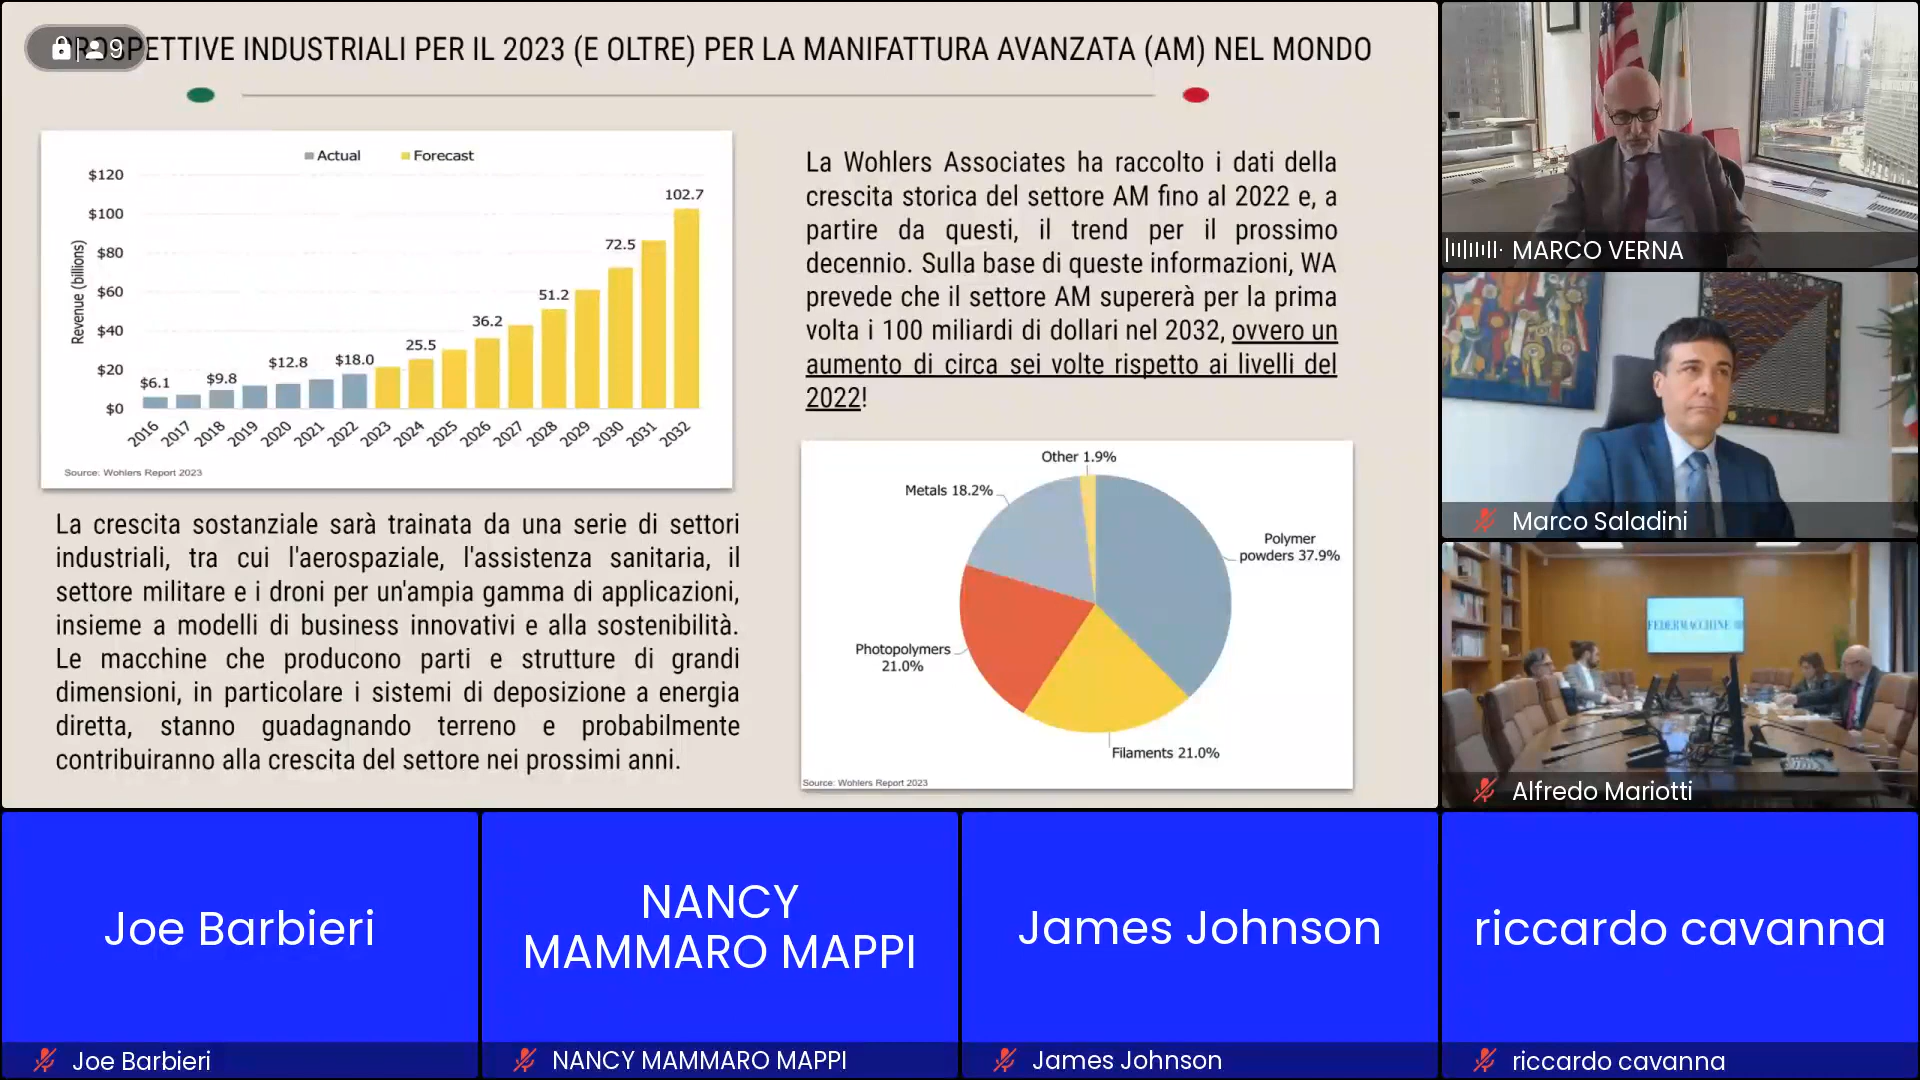 9
PROSPETTIVE INDUSTRIALI PER IL 2023 (E OLTRE) PER LA MANIFATTURA AVANZATA (AM) NEL MONDO
Actual
Forecast
Revenue (billions)
$120
$100
$80
$60
$40
$20
$0
$6.1
$9.8
$12.8
$18.0
25.5
36.2
51.2
72.5
102.7
2016
2017
2018
2019
2020
2021
2022
2023
2024
2025
2026
2027
2028
2029
2030
2031
2032
Source: Wohlers Report 2023
La crescita sostanziale sarà trainata da una serie di settori
industriali, tra cui l'aerospaziale, l'assistenza sanitaria, il
settore militare e i droni per un'ampia gamma di applicazioni,
insieme a modelli di business innovativi e alla sostenibilità.
Le macchine che producono parti e strutture di grandi
dimensioni, in particolare i sistemi di deposizione a energia
diretta, stanno guadagnando terreno e probabilmente
contribuiranno alla crescita del settore nei prossimi anni.
La Wohlers Associates ha raccolto i dati della
crescita storica del settore AM fino al 2022 e, a
partire da questi, il trend per il prossimo
decennio. Sulla base di queste informazioni, WA
prevede che il settore AM supererà per la prima
volta i 100 miliardi di dollari nel 2032, ovvero un
aumento di circa sei volte rispetto ai livelli del
2022!
Other 1.9%
Metals 18.2%
Polymer
powders 37.9%
Photopolymers
21.0%
Filaments 21.0%
Source: Wohlers Report 2023
MARCO VERNA
Marco Saladini
FEDERMACCHINE
Alfredo Mariotti
Joe Barbieri
Joe Barbieri
NANCY
MAMMARO MAPPI
NANCY MAMMARO MAPPI
James Johnson
James Johnson
riccardo cavanna
riccardo cavanna